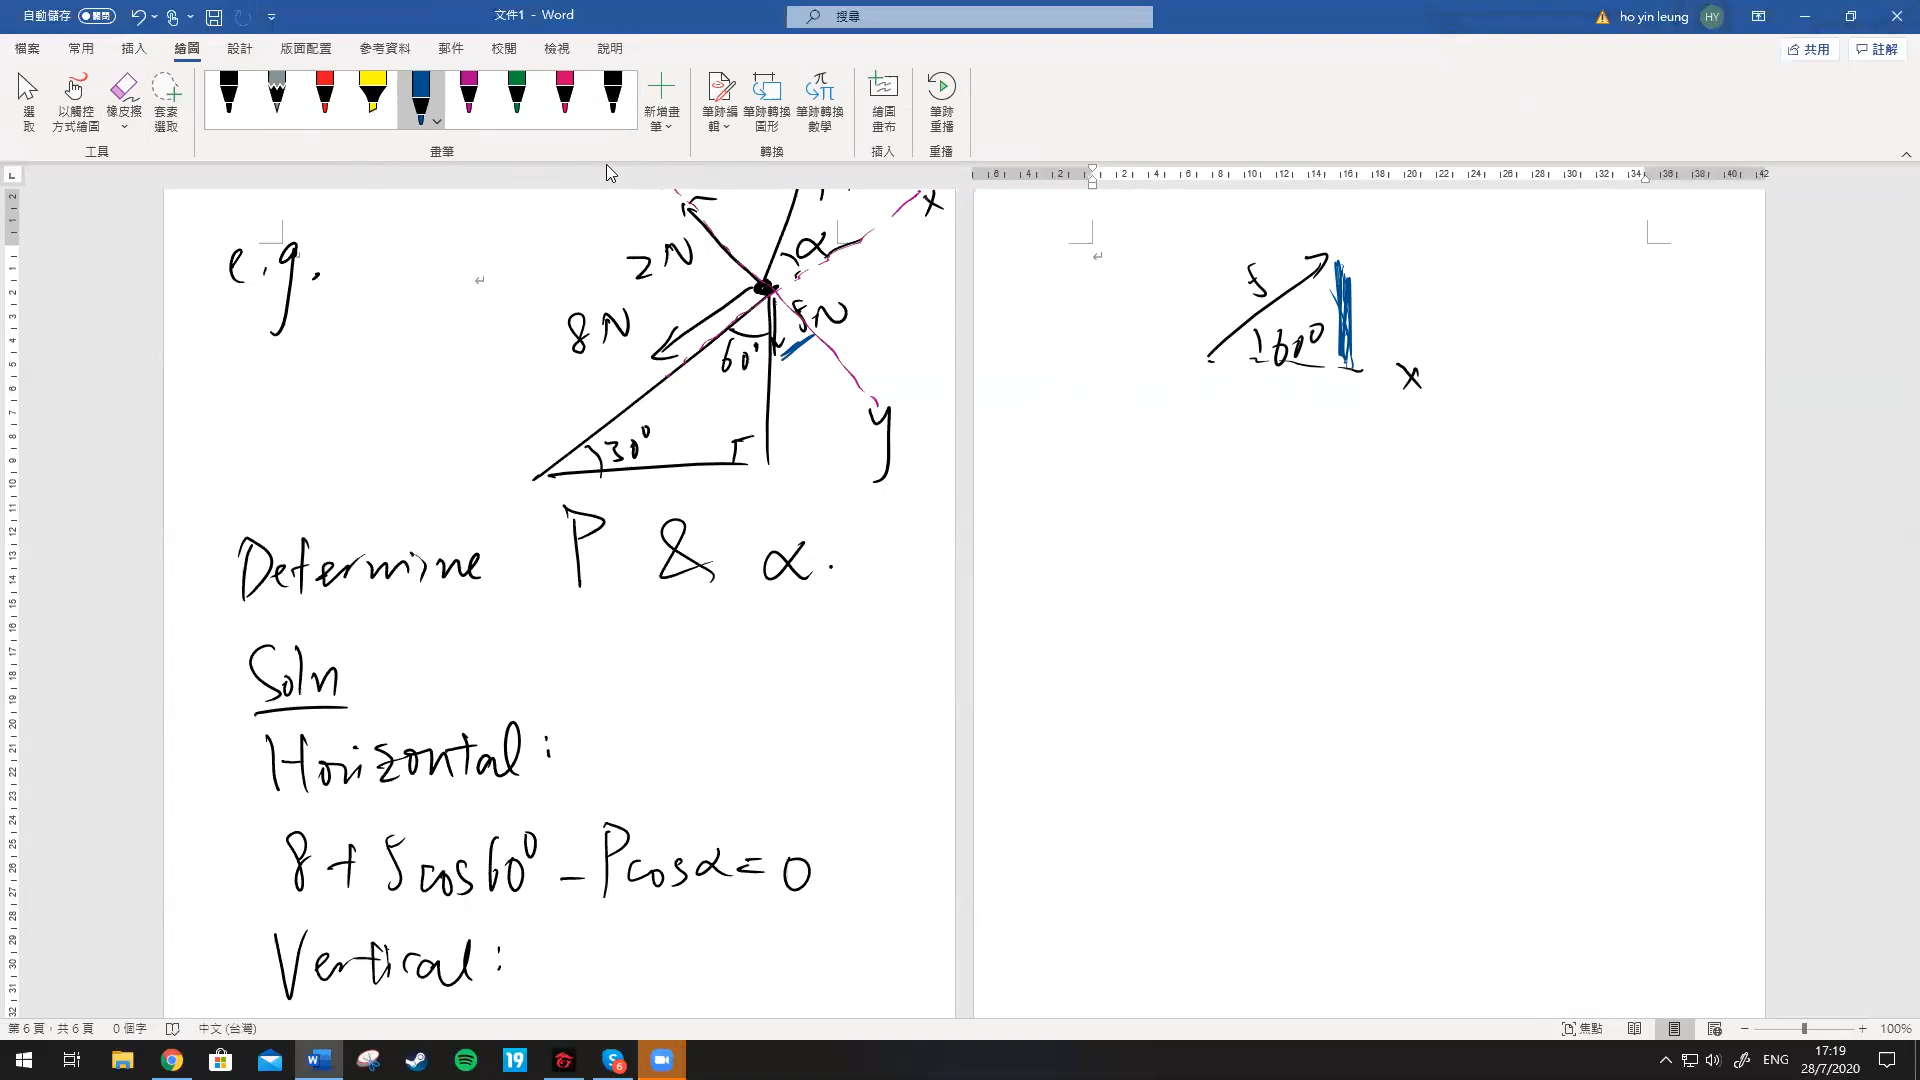 自動儲存 關閉
文件1 - Word
搜尋
ho yin leung HY
檔案 常用 插入 繪圖 設計 版面配置 參考資料 郵件 校閱 檢視 說明
共用 註解
選取
以觸控方式繪圖
橡皮擦
套索選取
新增畫筆
筆跡編輯
筆跡轉換圖形
筆跡轉換數學
繪圖畫布
筆跡重播
工具 畫筆 轉換 插入 重播
e.g.
x
α
2N
8N
5N
60°
30°
y
Determine P & α.
Soln
Horizontal:
8 + 5cos60° - Pcosα = 0
Vertical:
5
60°
x
第 6 頁，共 6 頁 0 個字 中文 (台灣)
焦點 100%
19
6
ENG
17:19
28/7/2020